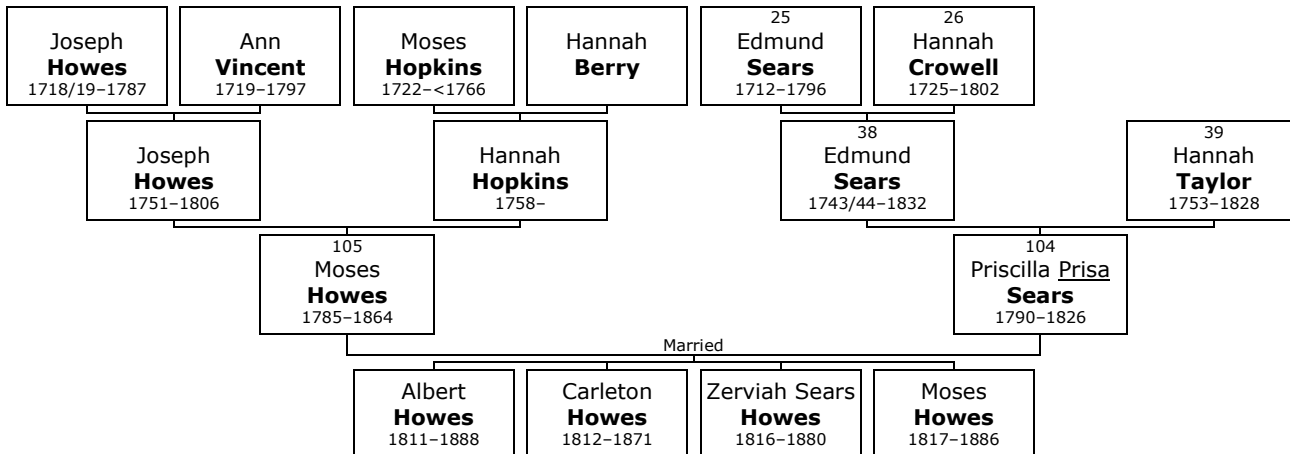 Joseph
Howes
1718/19–1787
Ann
Vincent
1719–1797
Moses
Hopkins
1722–<1766
Hannah
Berry
25
Edmund
Sears
1712–1796
26
Hannah
Crowell
1725–1802
Joseph
Howes
1751–1806
Hannah
Hopkins
1758–
38
Edmund
Sears
1743/44–1832
39
Hannah
Taylor
1753–1828
105
Moses
Howes
1785–1864
104
Priscilla Prisa
Sears
1790–1826
Married
Albert
Howes
1811–1888
Carleton
Howes
1812–1871
Zerviah Sears
Howes
1816–1880
Moses
Howes
1817–1886